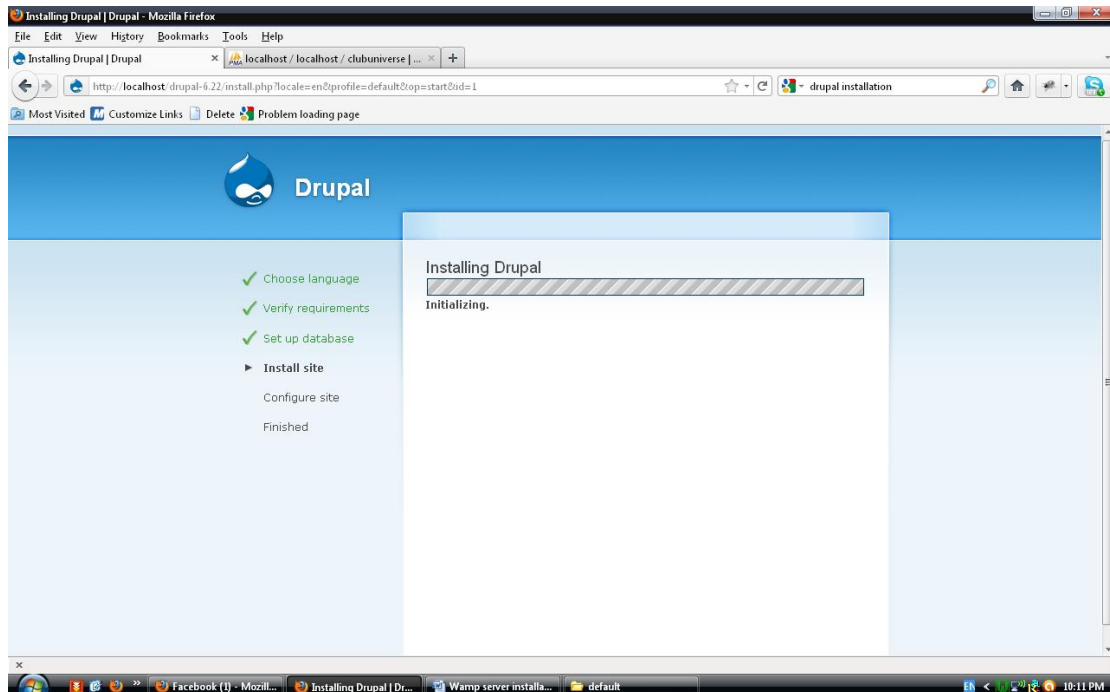 Installing Drupal | Drupal - Mozilla Firefox
File Edit View History Bookmarks Tools Help
Installing Drupal | Drupal × localhost / localhost / clubuniverse | ... × +
http://localhost/drupal-6.22/install.php?locale=en&profile=default&op=start&id=1 drupal installation
Most Visited Customize Links Delete Problem loading page
Drupal
Installing Drupal
Initializing.
Choose language
Verify requirements
Set up database
Install site
Configure site
Finished
×
» Facebook (1) - Mozill... Installing Drupal | Dr... Wamp server installa... default EN < 10:11 PM